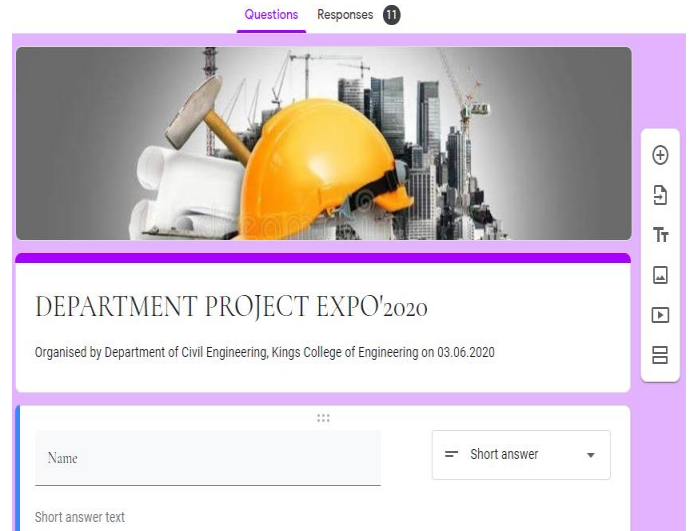 Questions Responses 11
DEPARTMENT PROJECT EXPO'2020
Organised by Department of Civil Engineering, Kings College of Engineering on 03.06.2020
Name
Short answer
Short answer text